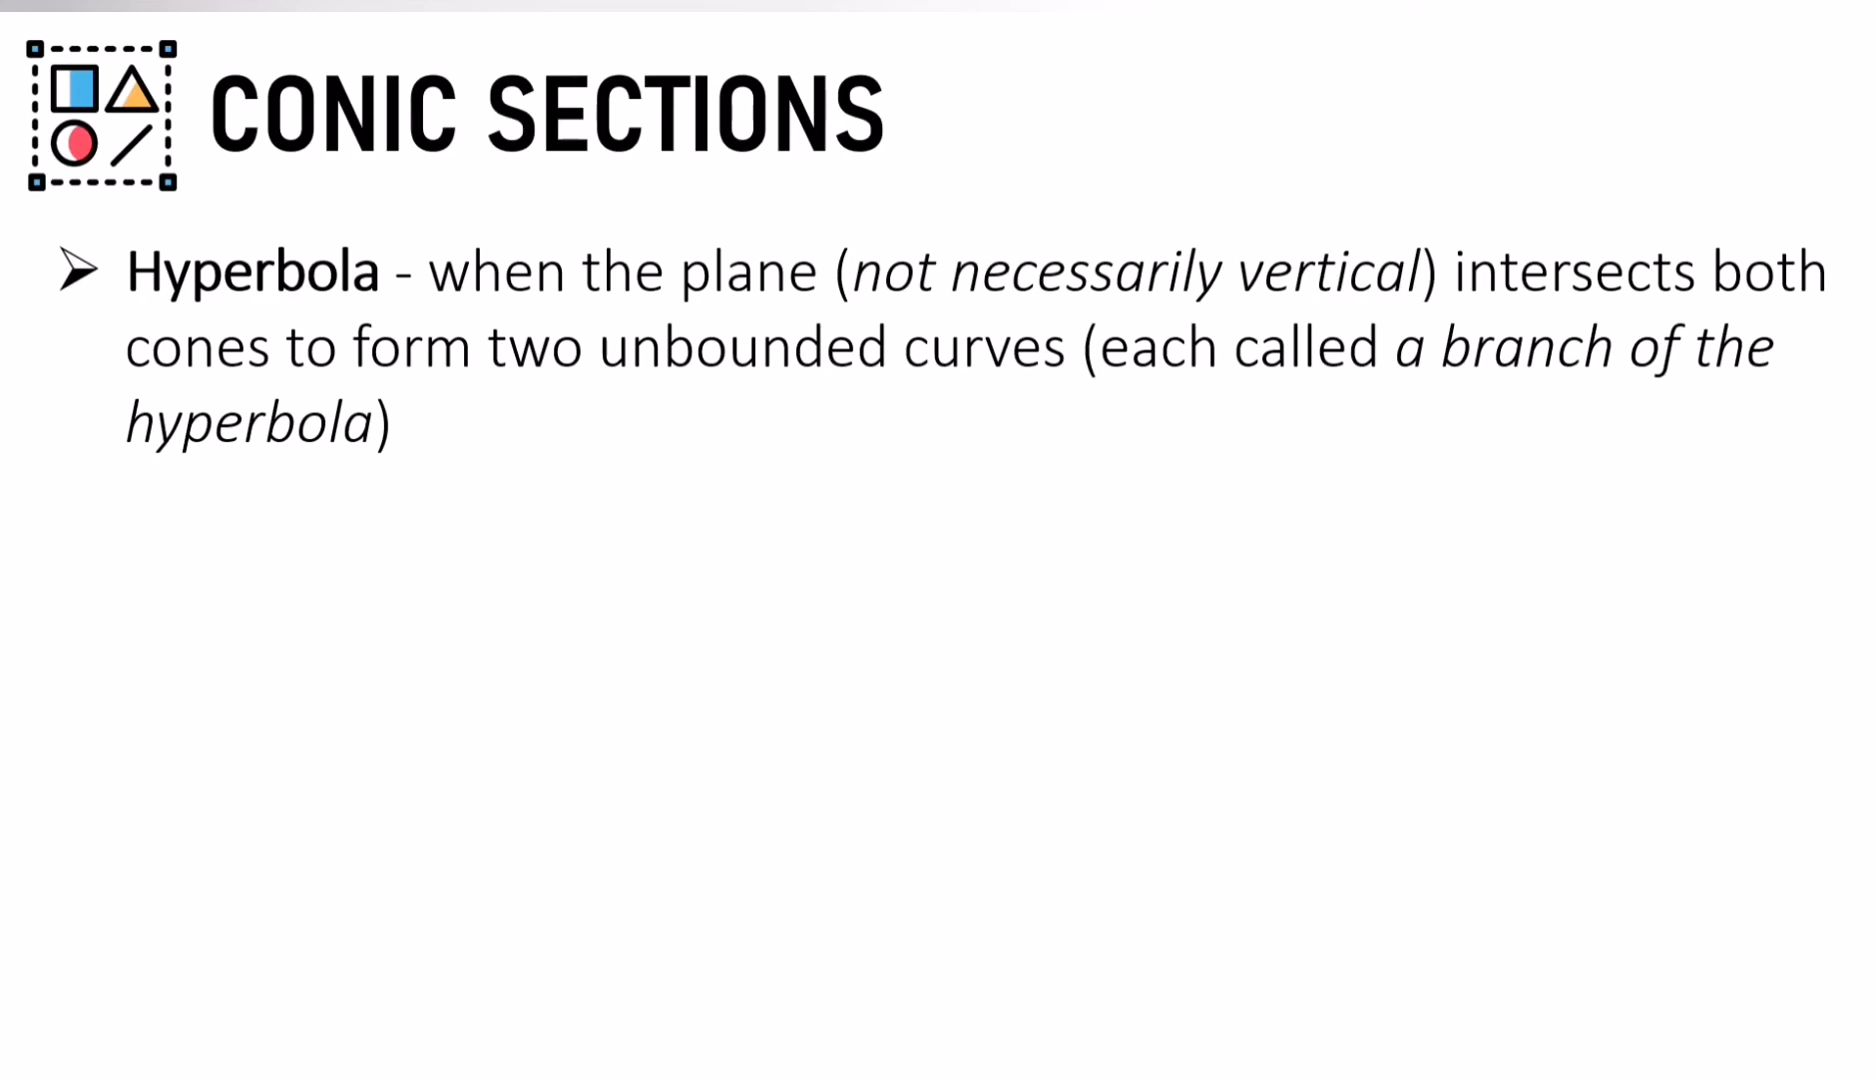 CONIC SECTIONS
➢ Hyperbola - when the plane (not necessarily vertical) intersects both
cones to form two unbounded curves (each called a branch of the
hyperbola)